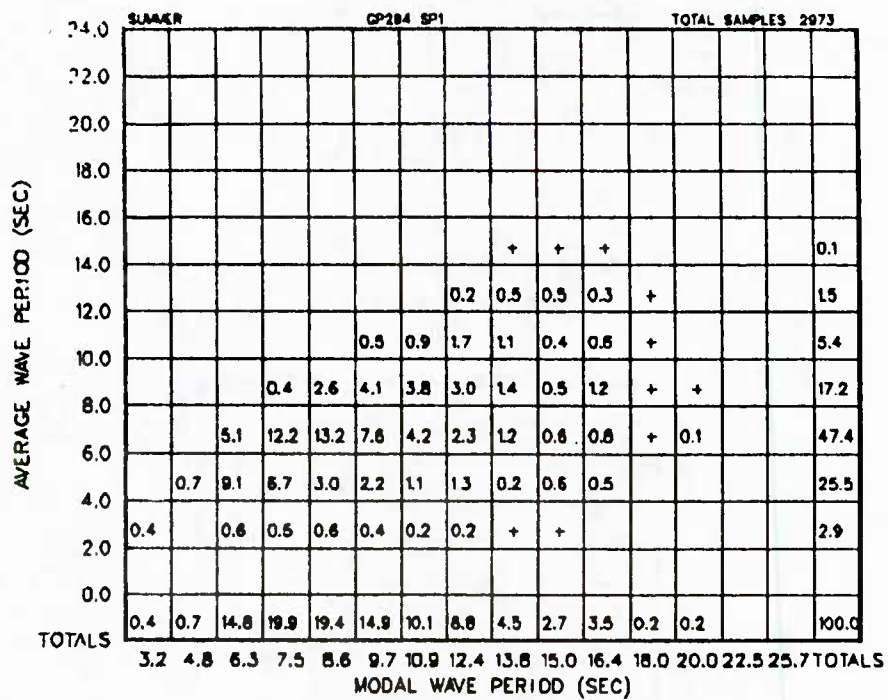 SUMMER GP284 SP1 TOTAL SAMPLES 2973
24.0
22.0
20.0
18.0
16.0
+ + + 0.1
14.0
0.2 0.5 0.5 0.3 + 1.5
12.0
0.5 0.9 1.7 1.1 0.4 0.6 + 5.4
10.0
0.4 2.6 4.1 3.8 3.0 1.4 0.5 1.2 + + 17.2
8.0
5.1 12.2 13.2 7.6 4.2 2.3 1.2 0.6 0.8 + 0.1 47.4
6.0
0.7 9.1 6.7 3.0 2.2 1.1 1.3 0.2 0.6 0.5 25.5
4.0
0.4 0.6 0.5 0.6 0.4 0.2 0.2 + + 2.9
2.0
0.0
0.4 0.7 14.8 19.9 19.4 14.9 10.1 8.8 4.5 2.7 3.5 0.2 0.2 100.0
TOTALS
3.2 4.8 6.3 7.5 8.6 9.7 10.9 12.4 13.8 15.0 16.4 18.0 20.0 22.5 25.7 TOTALS
MODAL WAVE PERIOD (SEC)
AVERAGE WAVE PERIOD (SEC)